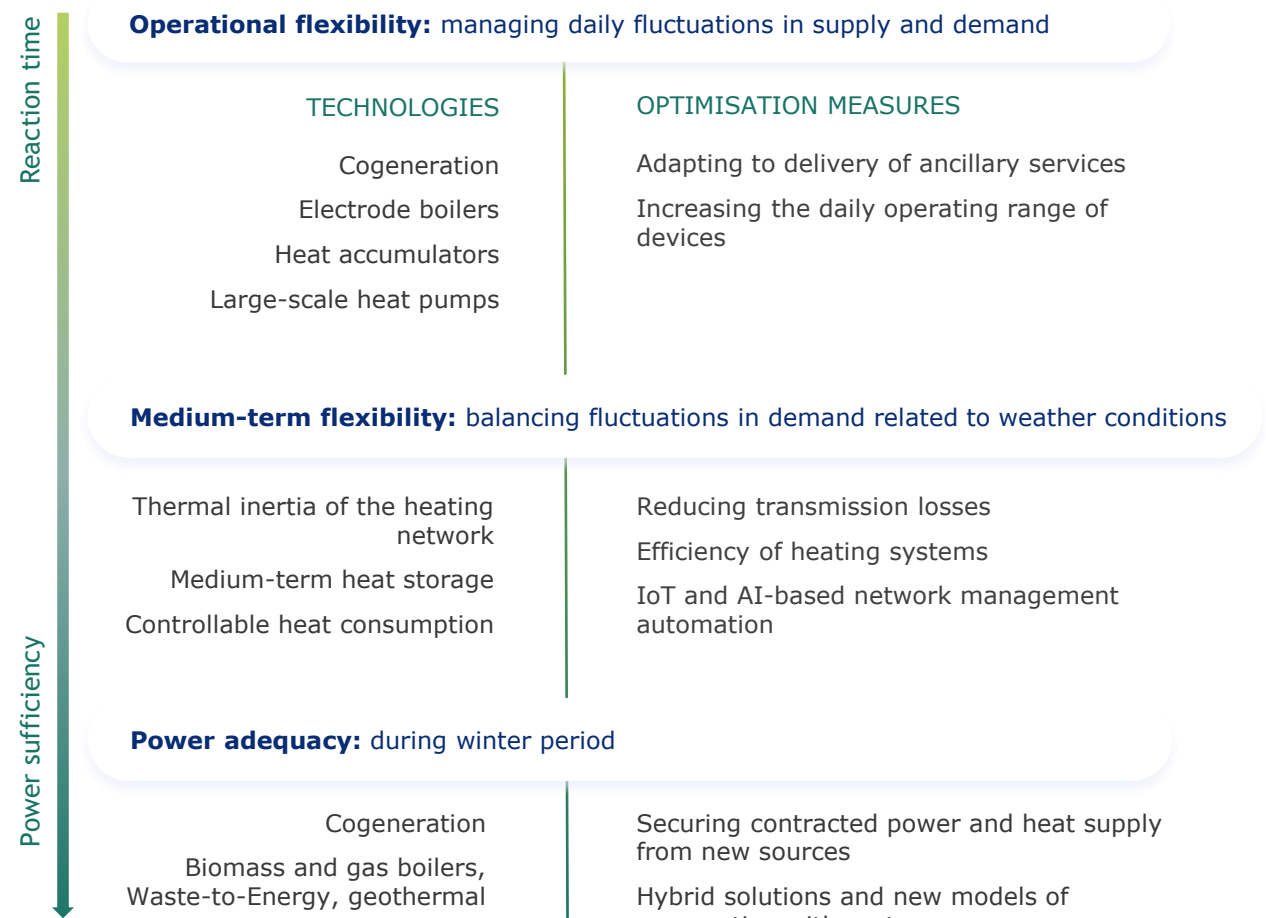 Reaction time
Operational flexibility: managing daily fluctuations in supply and demand
TECHNOLOGIES
Cogeneration
Electrode boilers
Heat accumulators
Large-scale heat pumps
OPTIMISATION MEASURES
Adapting to delivery of ancillary services
Increasing the daily operating range of
devices
Medium-term flexibility: balancing fluctuations in demand related to weather conditions
Thermal inertia of the heating
network
Medium-term heat storage
Controllable heat consumption
Reducing transmission losses
Efficiency of heating systems
IoT and AI-based network management
automation
Power sufficiency
Power adequacy: during winter period
Cogeneration
Biomass and gas boilers,
Waste-to-Energy, geothermal
Securing contracted power and heat supply
from new sources
Hybrid solutions and new models of